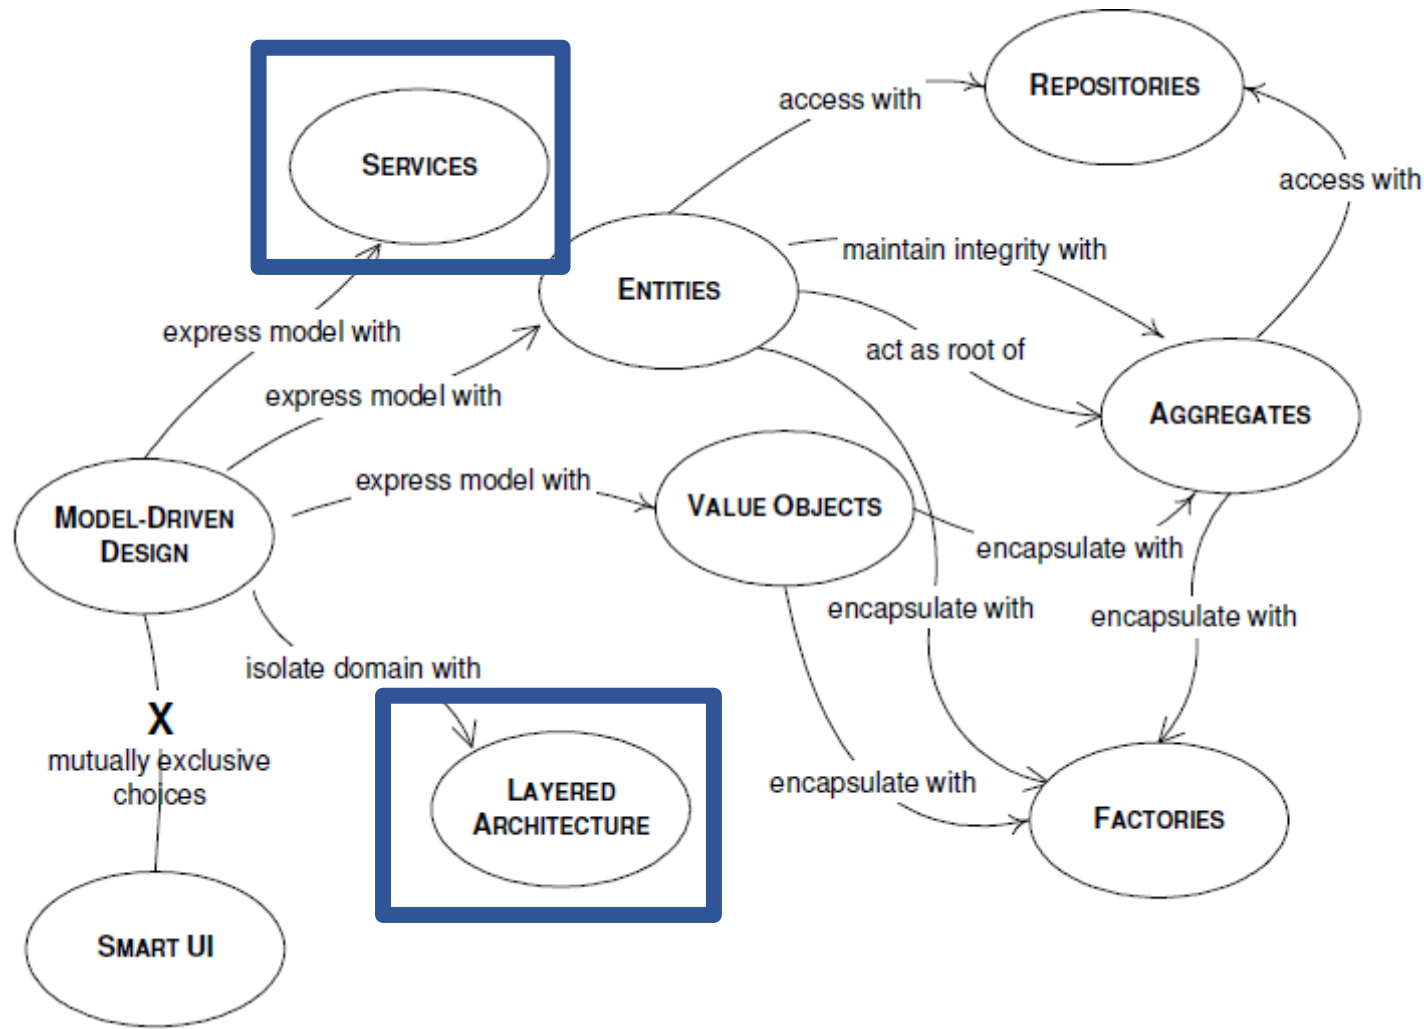 REPOSITORIES
access with
SERVICES
access with
maintain integrity with
ENTITIES
express model with
act as root of
express model with
AGGREGATES
express model with
VALUE OBJECTS
MODEL-DRIVEN
DESIGN
encapsulate with
encapsulate with
encapsulate with
isolate domain with
X
mutually exclusive
choices
encapsulate with
LAYERED
ARCHITECTURE
FACTORIES
SMART UI